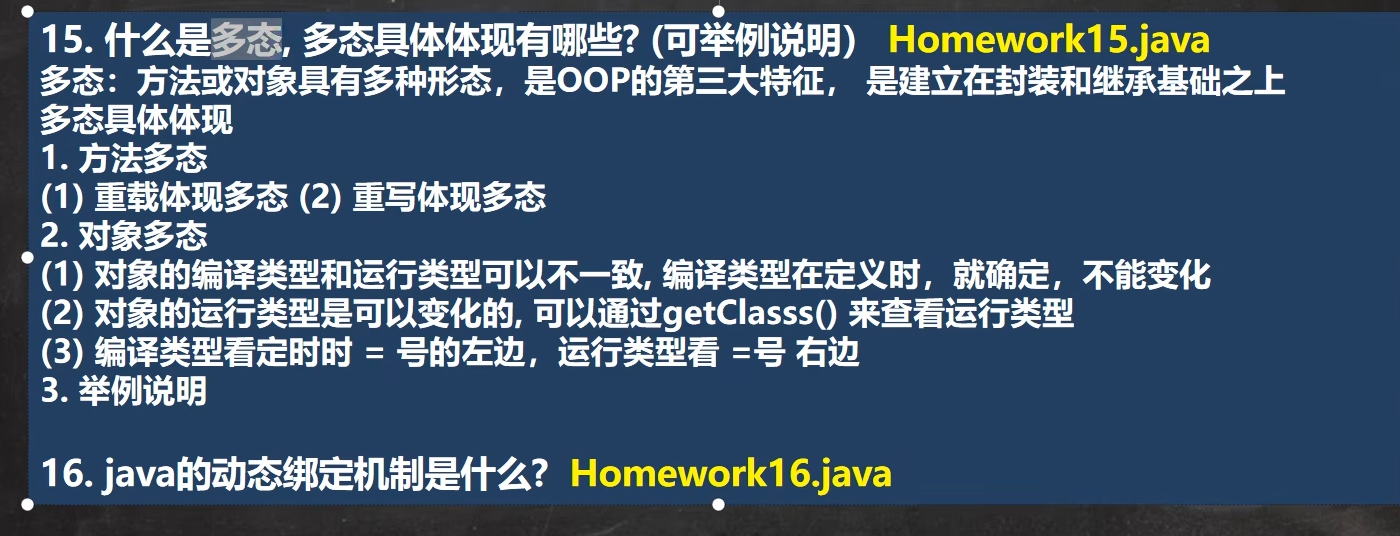 15. 什么是多态, 多态具体体现有哪些? (可举例说明） Homework15.java
多态：方法或对象具有多种形态，是OOP的第三大特征， 是建立在封装和继承基础之上
多态具体体现
1. 方法多态
(1) 重载体现多态 (2) 重写体现多态
2. 对象多态
(1) 对象的编译类型和运行类型可以不一致, 编译类型在定义时，就确定，不能变化
(2) 对象的运行类型是可以变化的, 可以通过getClasss() 来查看运行类型
(3) 编译类型看定时时 = 号的左边，运行类型看 =号 右边
3. 举例说明
16. java的动态绑定机制是什么? Homework16.java